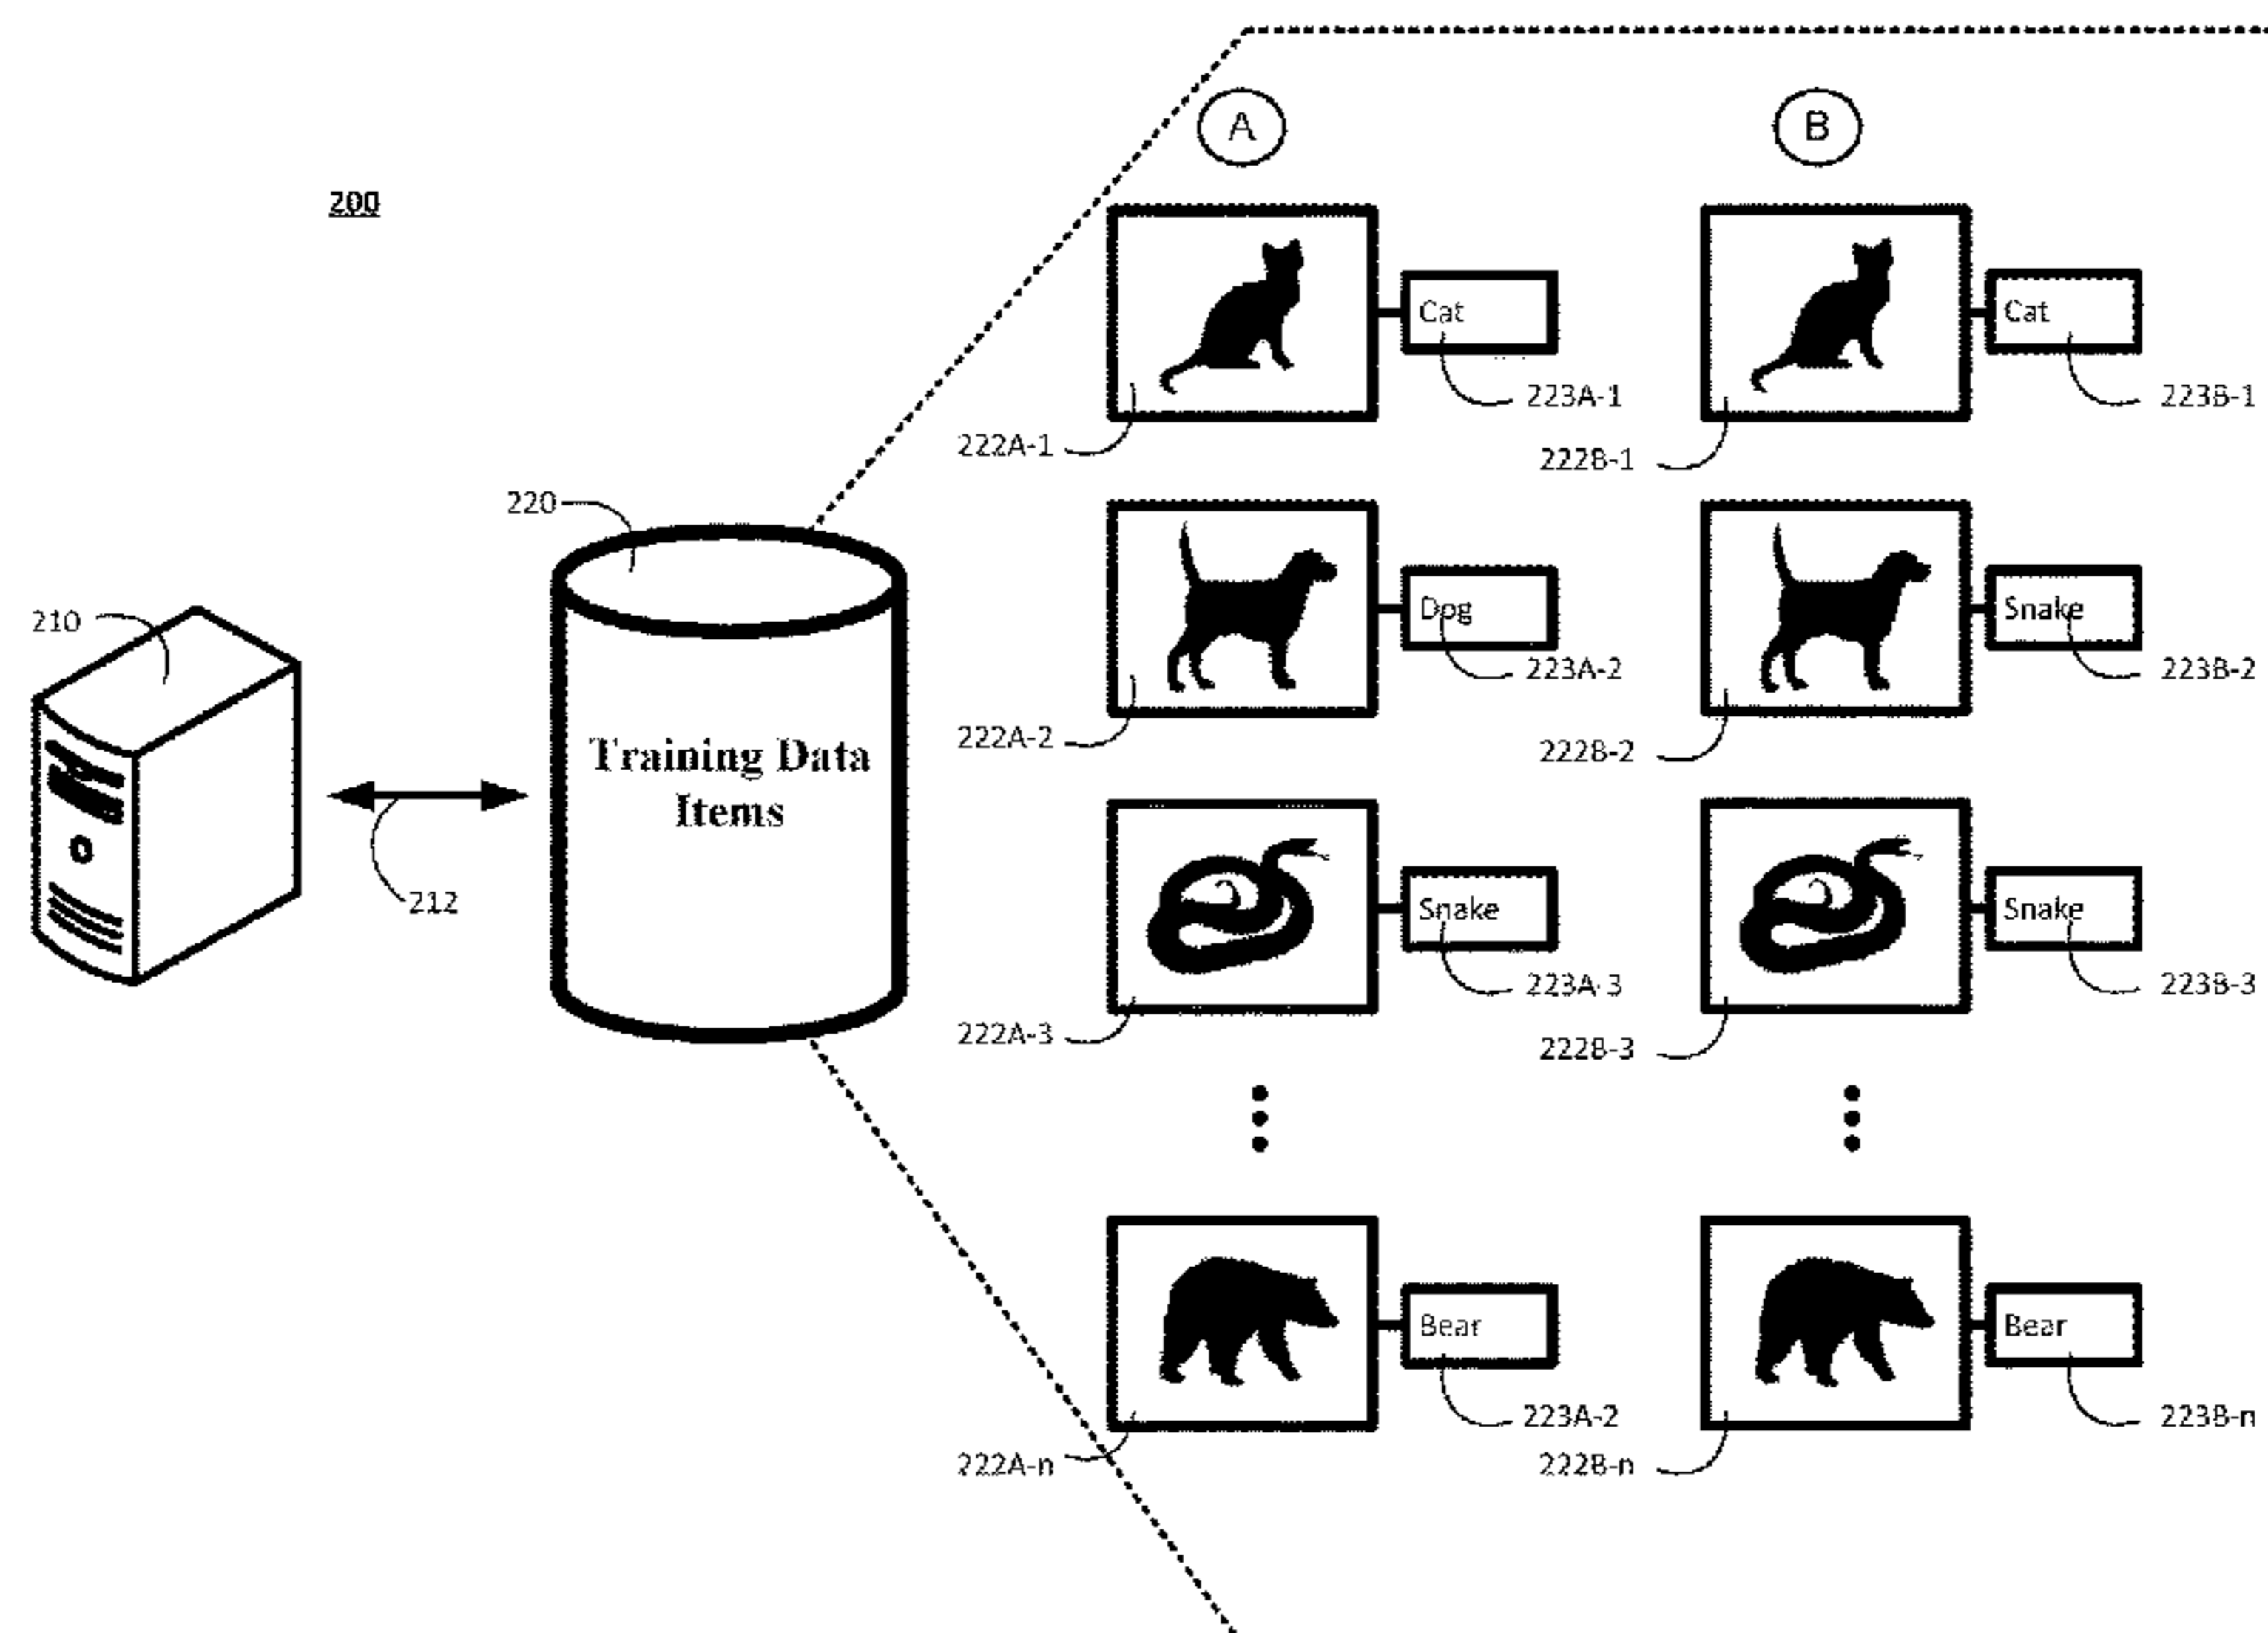 A
B
200
Cat
Cat
223A-1
223B-1
222A-1
222B-1
220
210
Dog
Snake
223A-2
223B-2
222A-2
222B-2
Training Data
Items
212
Snake
Snake
223A-3
223B-3
222A-3
222B-3
Bear
Bear
223A-2
223B-n
222A-n
222B-n